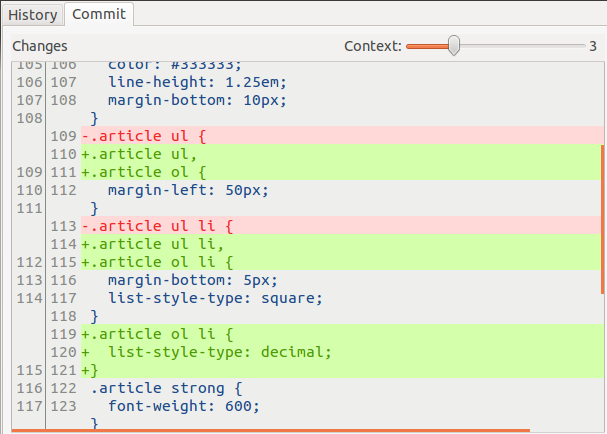 History Commit
Changes Context: 3
105 106 color: #333333;
106 107 line-height: 1.25em;
107 108 margin-bottom: 10px;
108 }
109 -.article ul {
110 +.article ul,
109 111 +.article ol {
110 112 margin-left: 50px;
111 }
113 -.article ul li {
114 +.article ul li,
112 115 +.article ol li {
113 116 margin-bottom: 5px;
114 117 list-style-type: square;
118 }
119 +.article ol li {
120 + list-style-type: decimal;
115 121 +}
116 122 .article strong {
117 123 font-weight: 600;
}